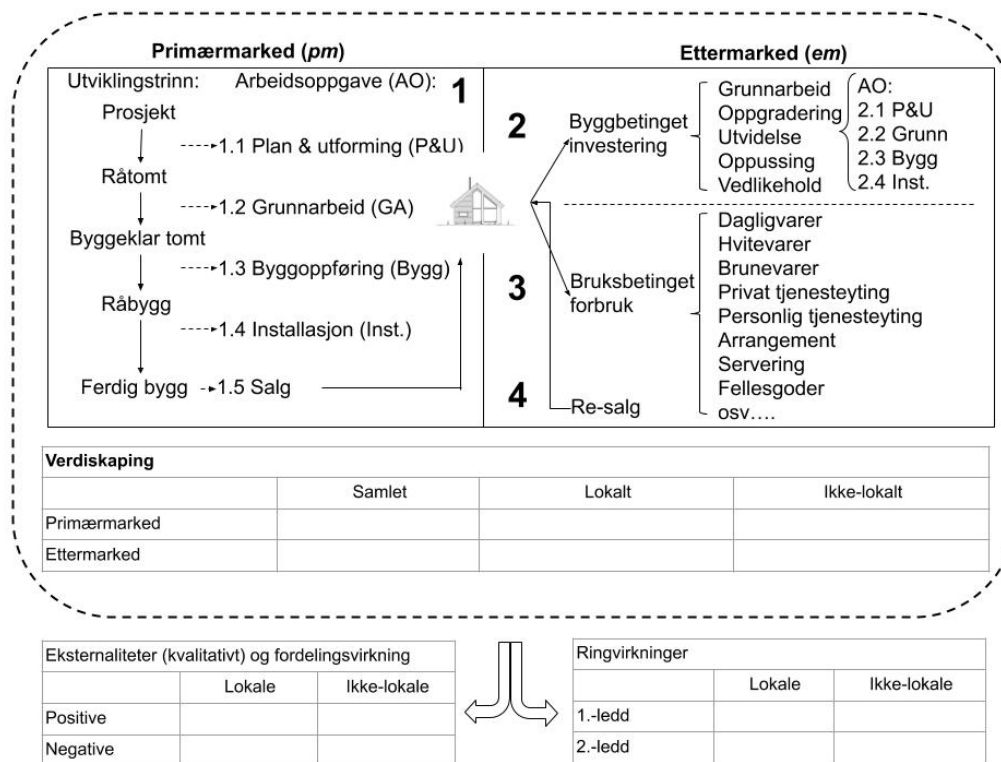 Primærmarked (pm)
Ettermarked (em)
Utviklingstrinn:
Arbeidsoppgave (AO):
1
Prosjekt
1.1 Plan & utforming (P&U)
Råtomt
1.2 Grunnarbeid (GA)
Byggeklar tomt
1.3 Byggoppføring (Bygg)
Råbygg
1.4 Installasjon (Inst.)
Ferdig bygg
1.5 Salg
2
Byggbetinget
investering
Grunnarbeid
Oppgradering
Utvidelse
Oppussing
Vedlikehold
AO:
2.1 P&U
2.2 Grunn
2.3 Bygg
2.4 Inst.
3
Bruksbetinget
forbruk
Dagligvarer
Hvitevarer
Brunevarer
Privat tjenesteyting
Personlig tjenesteyting
Arrangement
Servering
Fellesgoder
osv....
4
Re-salg
Verdiskaping
Samlet
Lokalt
Ikke-lokalt
Primærmarked
Ettermarked
Eksternaliteter (kvalitativt) og fordelingsvirkning
Lokale
Ikke-lokale
Positive
Negative
Ringvirkninger
Lokale
Ikke-lokale
1.-ledd
2.-ledd